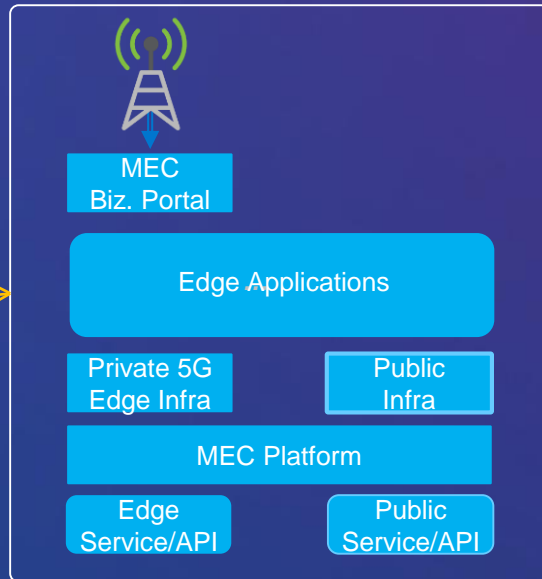 MEC
Biz. Portal
Edge Applications
Private 5G
Edge Infra
Public
Infra
MEC Platform
Edge
Service/API
Public
Service/API